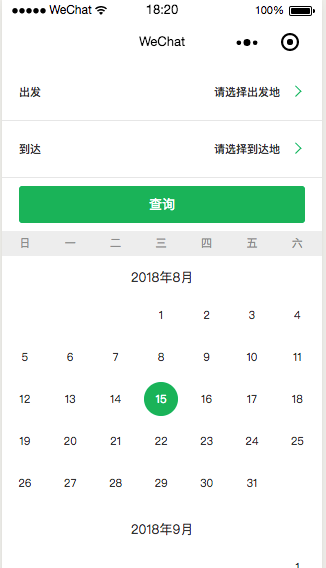 WeChat 18:20 100%
WeChat
出发 请选择出发地
到达 请选择到达地
查询
日 一 二 三 四 五 六
2018年8月
1 2 3 4
5 6 7 8 9 10 11
12 13 14 15 16 17 18
19 20 21 22 23 24 25
26 27 28 29 30 31
2018年9月
1